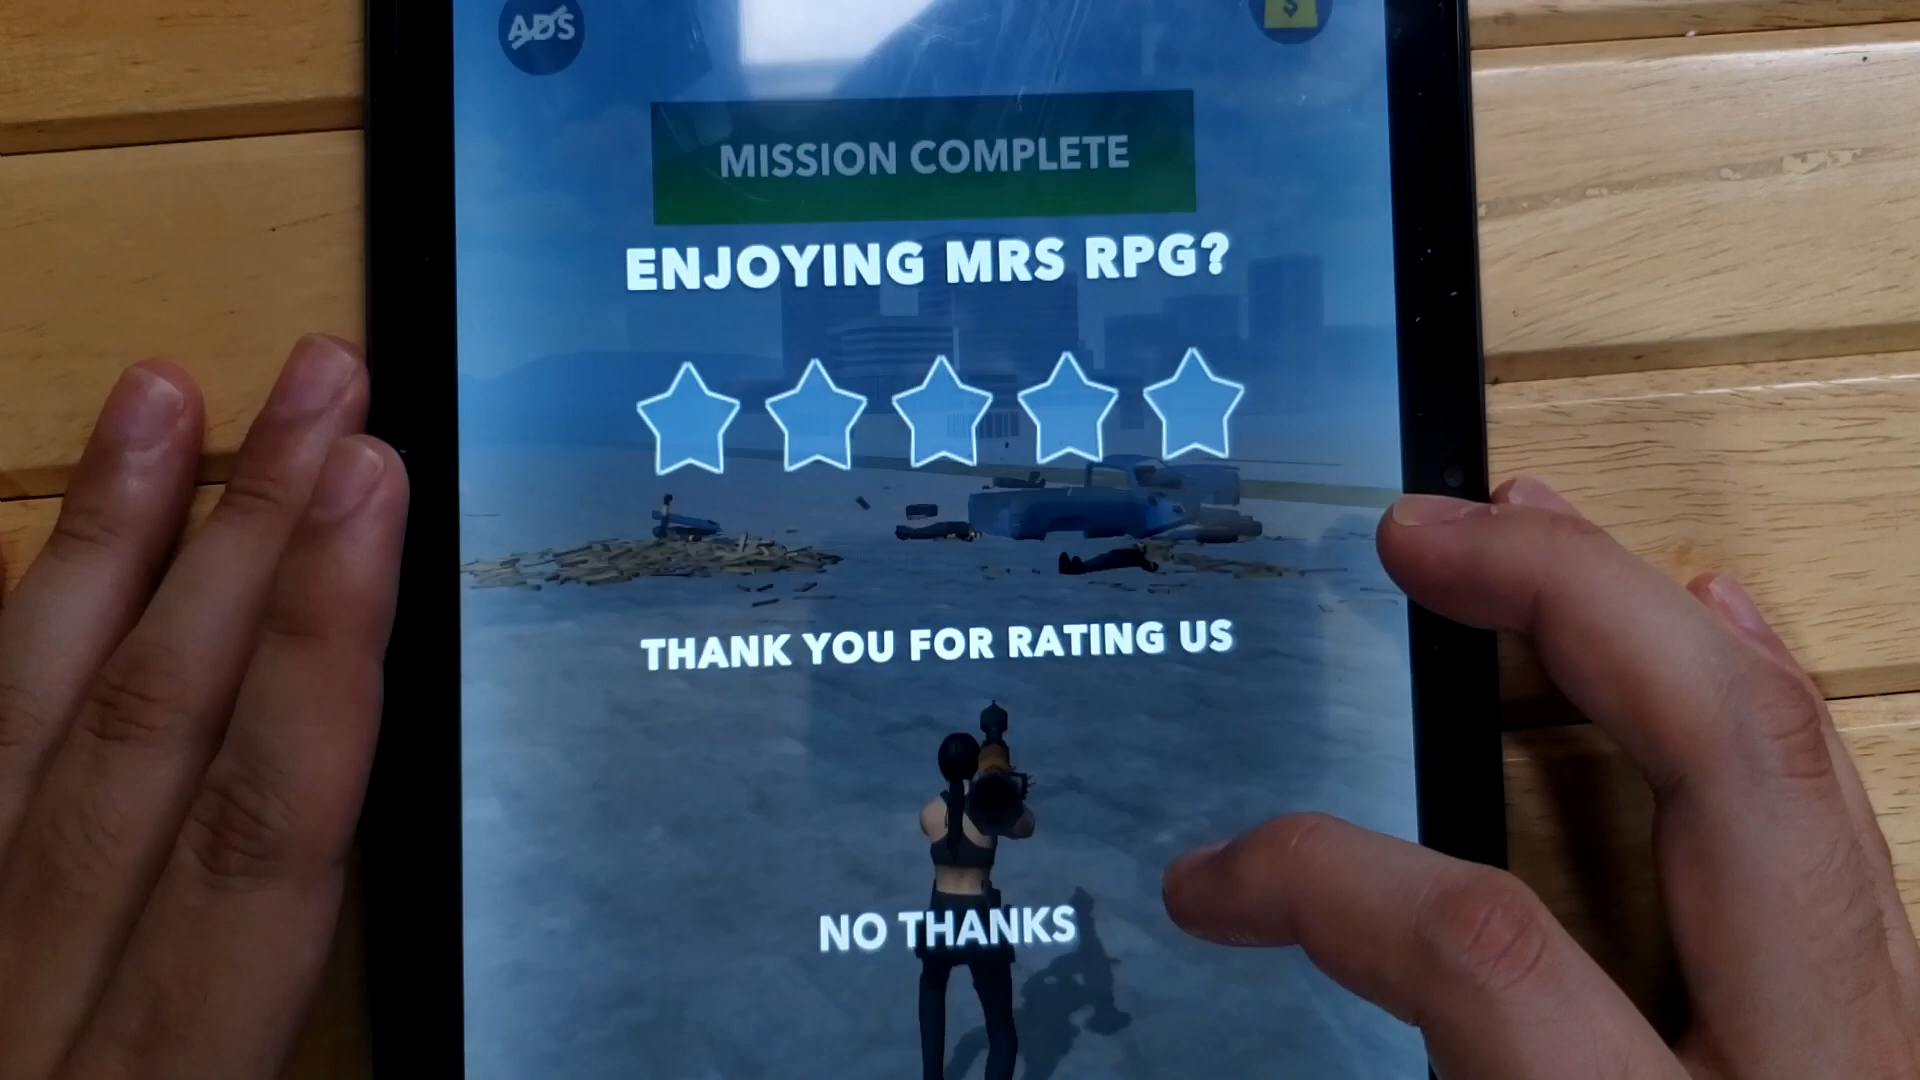 ADS
$
MISSION COMPLETE
ENJOYING MRS RPG?
THANK YOU FOR RATING US
NO THANKS